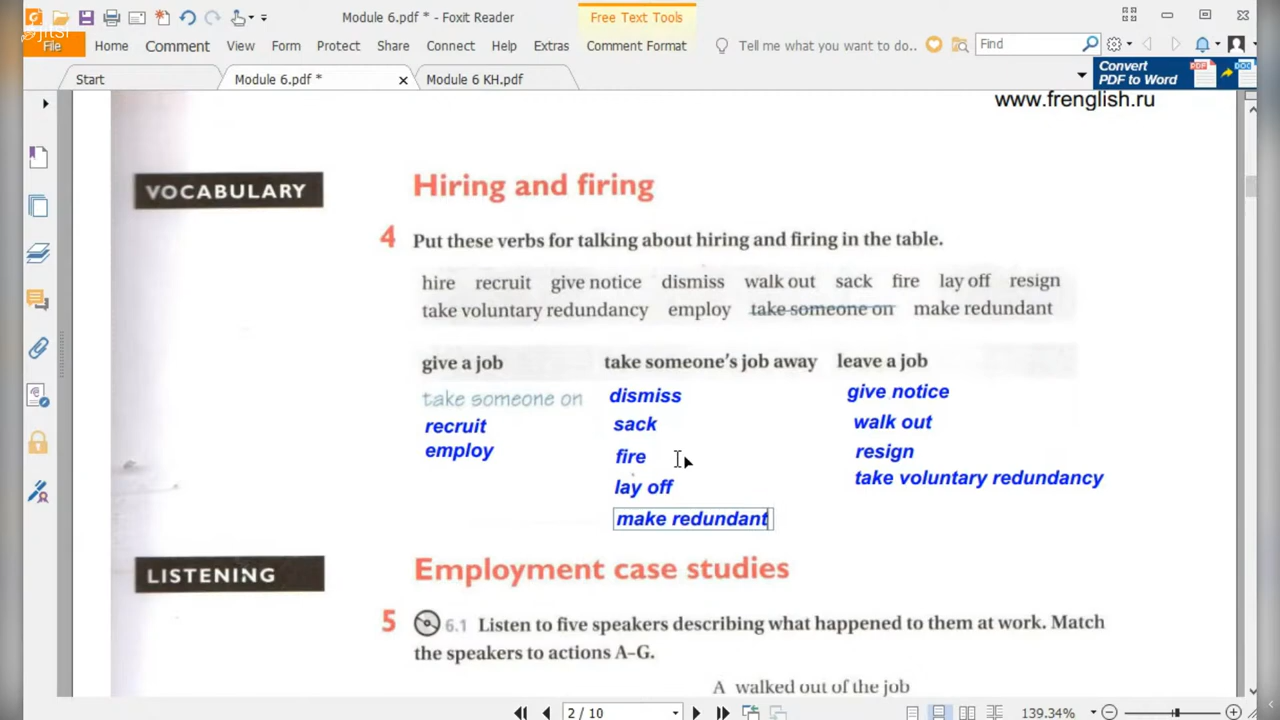 Module 6.pdf * - Foxit Reader
Free Text Tools
jitsi
File Home Comment View Form Protect Share Connect Help Extras Comment Format Tell me what you want to do.. Find
Start Module 6.pdf * Module 6 KH.pdf
Convert
PDF to Word
www.frenglish.ru
VOCABULARY
Hiring and firing
4 Put these verbs for talking about hiring and firing in the table.
hire recruit give notice dismiss walk out sack fire lay off resign
take voluntary redundancy employ take someone on make redundant
give a job take someone's job away leave a job
take someone on dismiss give notice
recruit sack walk out
employ fire resign
lay off take voluntary redundancy
make redundant
LISTENING
Employment case studies
5 6.1 Listen to five speakers describing what happened to them at work. Match
the speakers to actions A–G.
A walked out of the job
2 / 10 139.34%